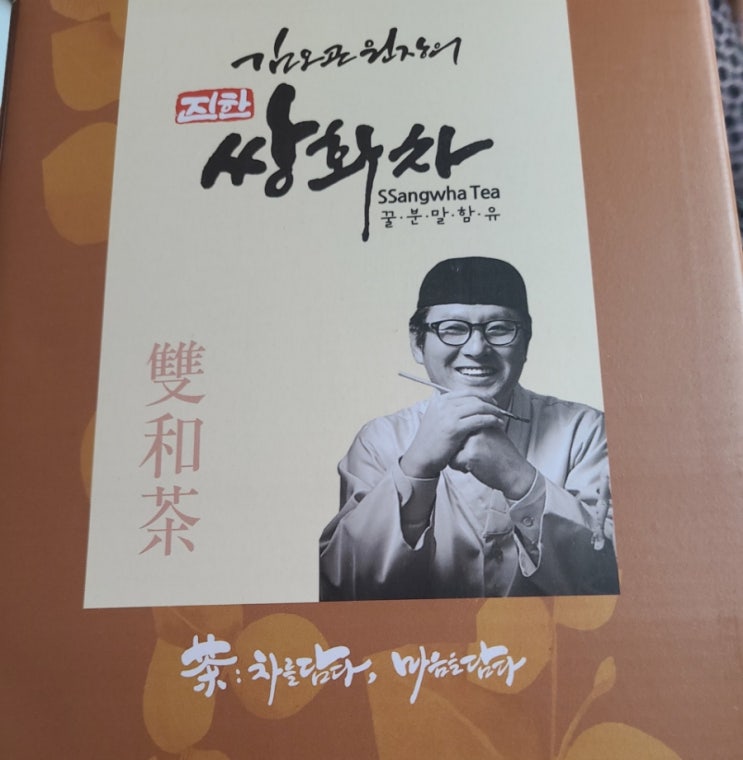 김오곤 원장의
진한
쌍화차
SSangwha Tea
꿀·분·말·함·유
雙和茶
茶: 차를담다, 마음을담다